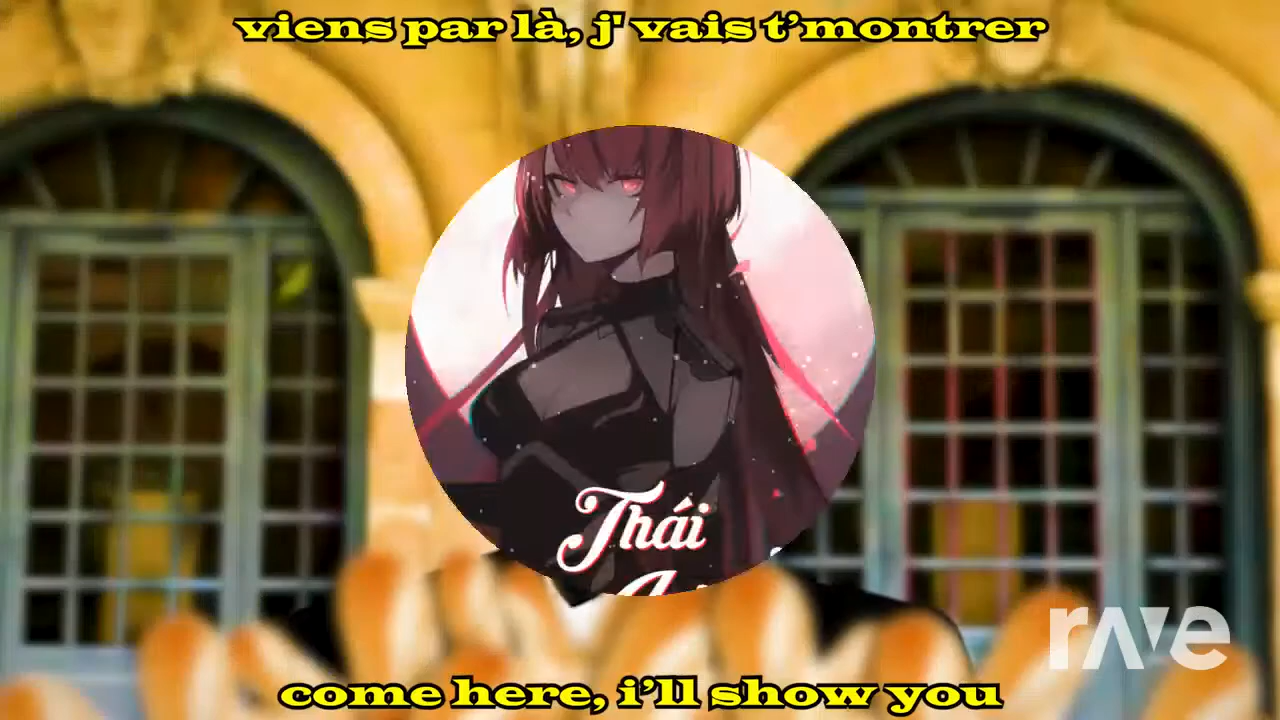 viens par là, j' vais t’montrer
Thái
rave
come here, i’ll show you